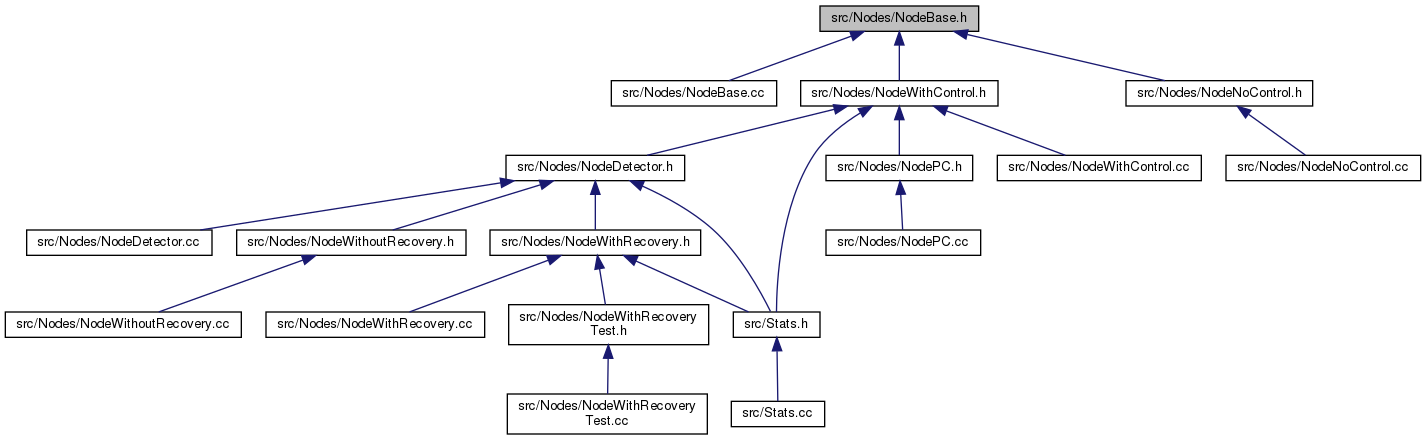 src/Nodes/NodeBase.h
src/Nodes/NodeBase.cc
src/Nodes/NodeWithControl.h
src/Nodes/NodeNoControl.h
src/Nodes/NodeDetector.h
src/Nodes/NodePC.h
src/Nodes/NodeWithControl.cc
src/Nodes/NodeNoControl.cc
src/Nodes/NodeDetector.cc
src/Nodes/NodeWithoutRecovery.h
src/Nodes/NodeWithRecovery.h
src/Nodes/NodePC.cc
src/Nodes/NodeWithoutRecovery.cc
src/Nodes/NodeWithRecovery.cc
src/Nodes/NodeWithRecovery
Test.h
src/Stats.h
src/Nodes/NodeWithRecovery
Test.cc
src/Stats.cc